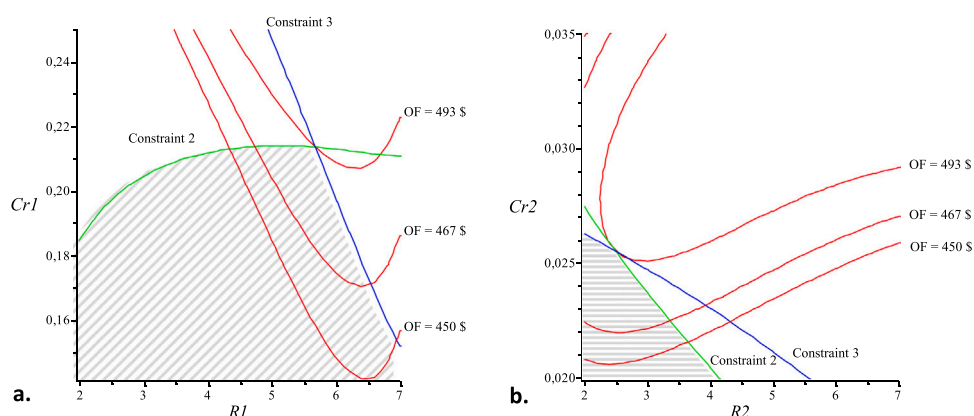 Constraint 3
0,24
OF = 493 $
0,22
Constraint 2
0,20
Cr1
OF = 467 $
0,18
OF = 450 $
0,16
2 3 4 5 6 7
a.
R1
0,035
0,030
OF = 493 $
Cr2
OF = 467 $
0,025
OF = 450 $
Constraint 3
Constraint 2
0,020
2 3 4 5 6 7
b.
R2